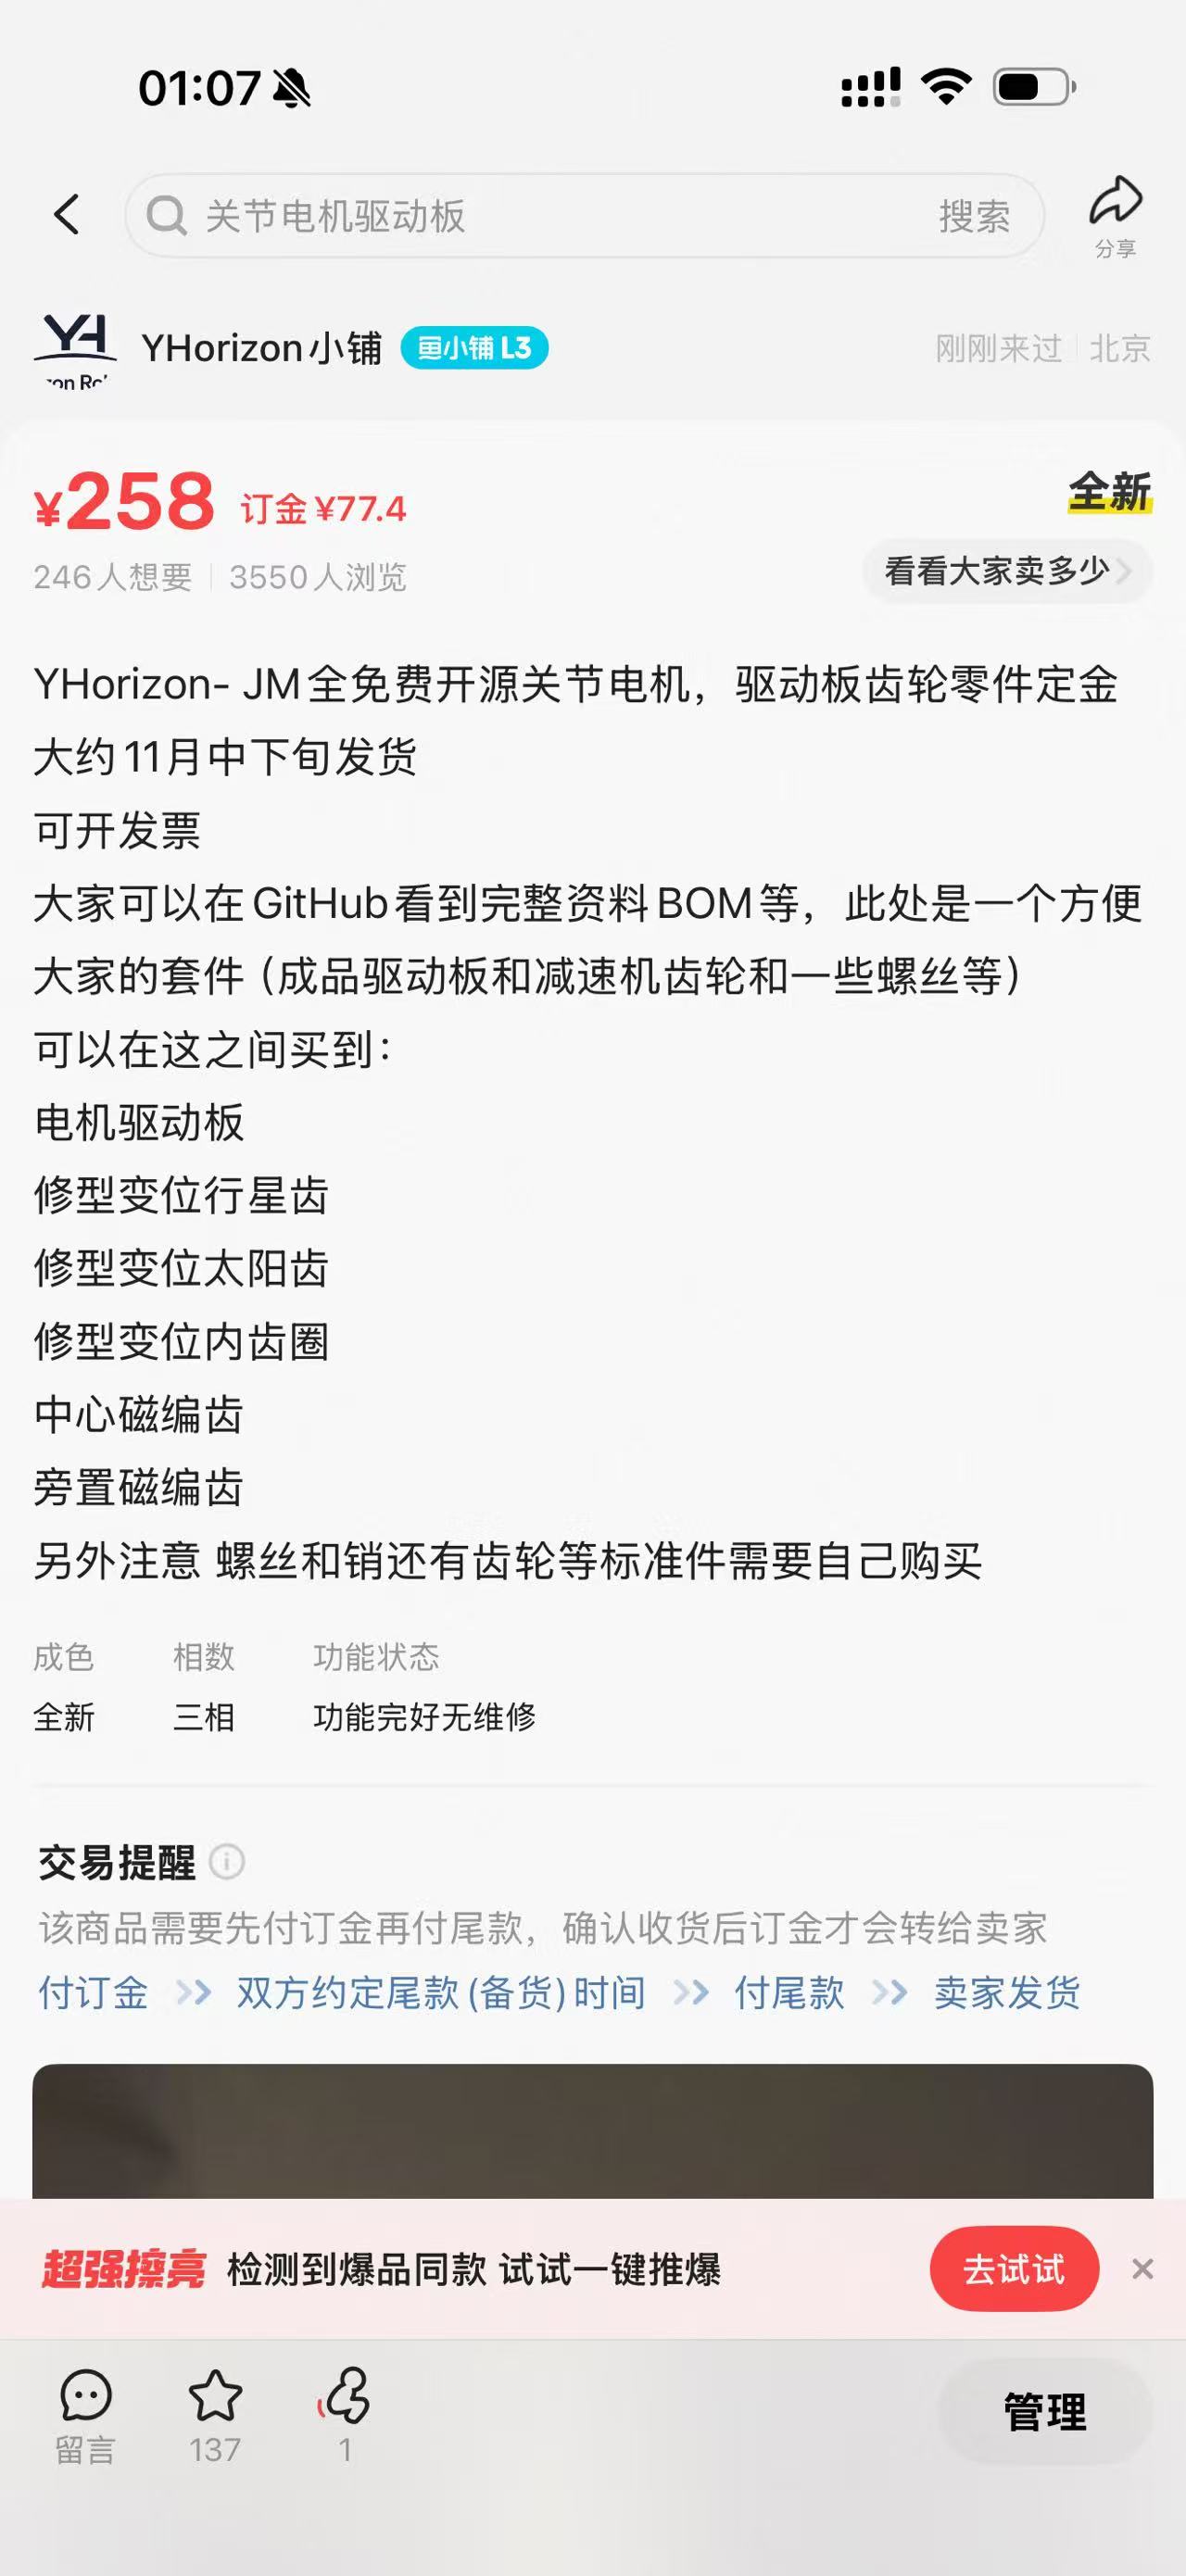 01:07
关节电机驱动板 搜索
分享
YH
YHorizon小铺 小铺 L3 刚刚来过 北京
¥258 订金 ¥77.4 全新
246人想要 3550人浏览 看看大家卖多少
YHorizon- JM全免费开源关节电机，驱动板齿轮零件定金
大约11月中下旬发货
可开发票
大家可以在GitHub看到完整资料BOM等，此处是一个方便
大家的套件（成品驱动板和减速机齿轮和一些螺丝等）
可以在这之间买到：
电机驱动板
修型变位行星齿
修型变位太阳齿
修型变位内齿圈
中心磁编齿
旁置磁编齿
另外注意 螺丝和销还有齿轮等标准件需要自己购买
成色 相数 功能状态
全新 三相 功能完好无维修
交易提醒
该商品需要先付订金再付尾款，确认收货后订金才会转给卖家
付订金 >> 双方约定尾款(备货)时间 >> 付尾款 >> 卖家发货
超强擦亮 检测到爆品同款 试试一键推爆 去试试 ×
留言 137 1 管理